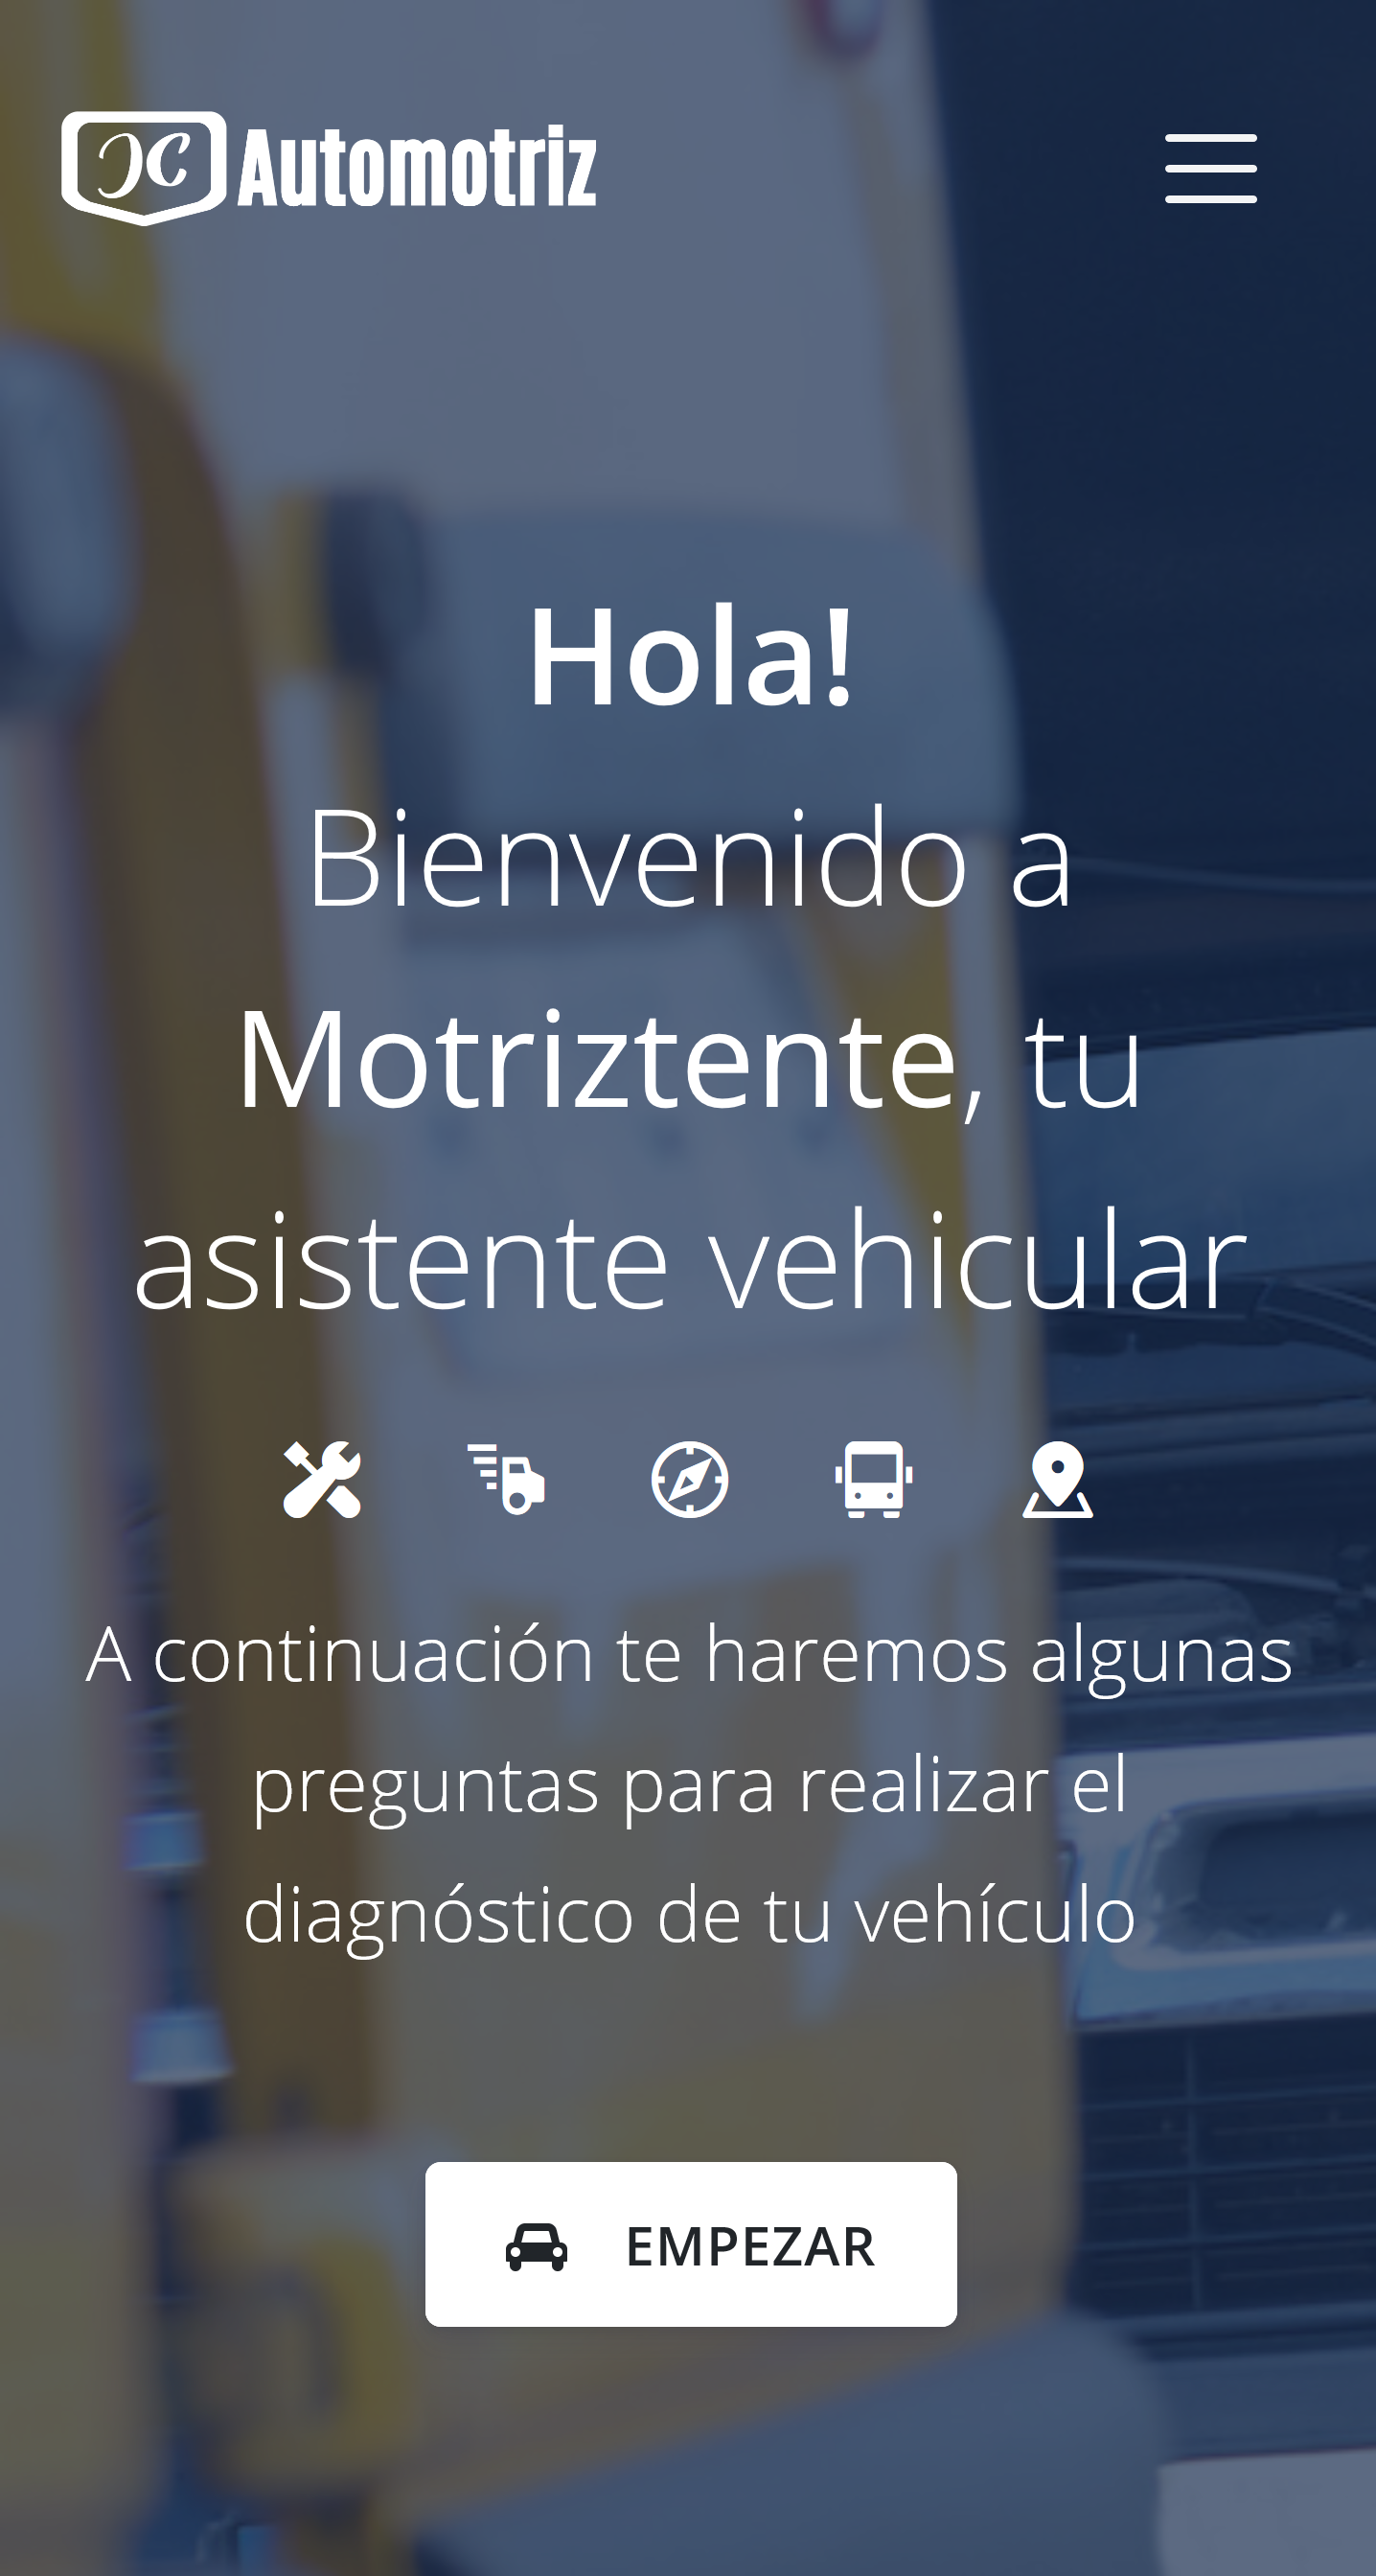 JC Automotriz
Hola!
Bienvenido a
Motriztente, tu
asistente vehicular
A continuación te haremos algunas
preguntas para realizar el
diagnóstico de tu vehículo
EMPEZAR